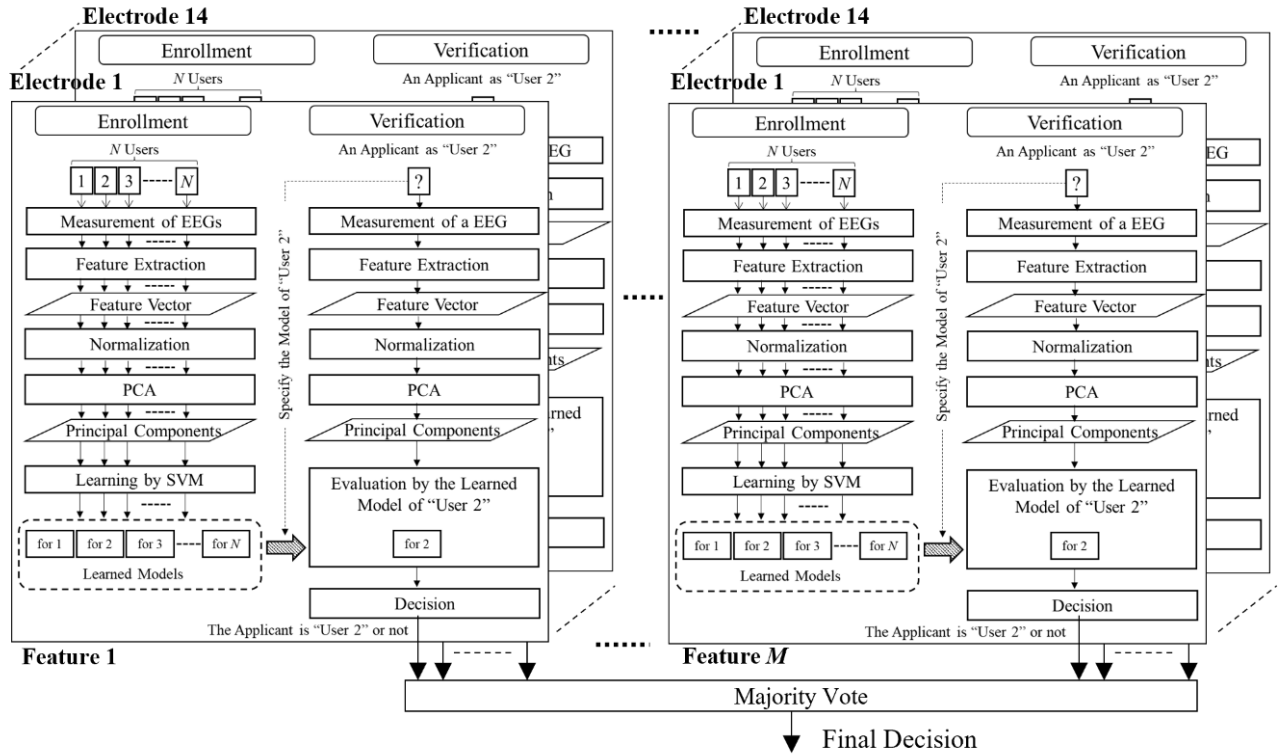 Electrode 14
Enrollment
Verification
N Users
An Applicant as “User 2”
Electrode 1
Enrollment
Verification
N Users
An Applicant as “User 2”
EEG
1 2 3 N
?
Measurement of EEGs
Measurement of a EEG
Feature Extraction
Feature Extraction
Feature Vector
Feature Vector
Normalization
Normalization
PCA
PCA
Principal Components
Principal Components
Learning by SVM
Evaluation by the Learned
Model of “User 2”
Specify the Model of “User 2”
for 1 for 2 for 3 for N
for 2
Learned Models
Decision
The Applicant is “User 2” or not
Feature 1
Electrode 14
Enrollment
Verification
N Users
An Applicant as “User 2”
Electrode 1
Enrollment
Verification
N Users
An Applicant as “User 2”
1 2 3 N
?
Measurement of EEGs
Measurement of a EEG
Feature Extraction
Feature Extraction
Feature Vector
Feature Vector
Normalization
Normalization
PCA
PCA
Principal Components
Principal Components
Learning by SVM
Evaluation by the Learned
Model of “User 2”
Specify the Model of “User 2”
for 1 for 2 for 3 for N
for 2
Learned Models
Decision
The Applicant is “User 2” or not
Feature M
Majority Vote
Final Decision